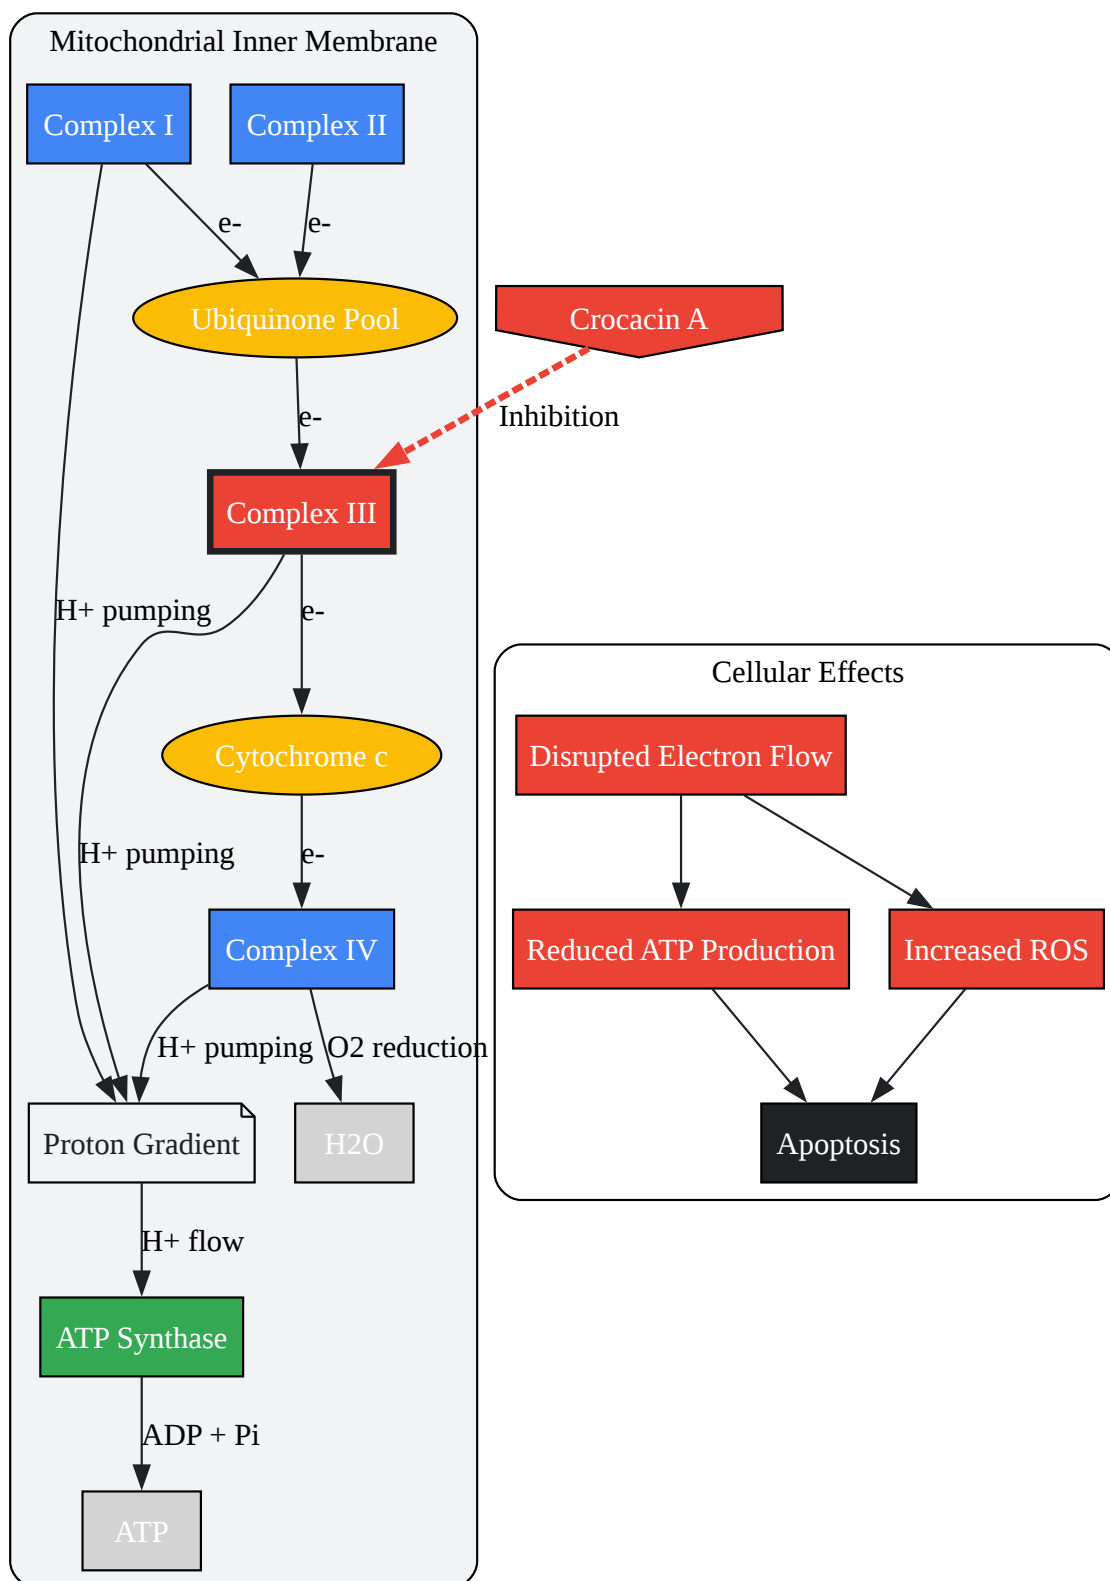 Mitochondrial Inner Membrane
Complex I
Complex II
e-
e-
Ubiquinone Pool
Crocacin A
e-
Inhibition
Complex III
H+ pumping
e-
Cellular Effects
Disrupted Electron Flow
Cytochrome c
H+ pumping
e-
Complex IV
Reduced ATP Production
Increased ROS
H+ pumping
O2 reduction
Proton Gradient
H2O
Apoptosis
H+ flow
ATP Synthase
ADP + Pi
ATP